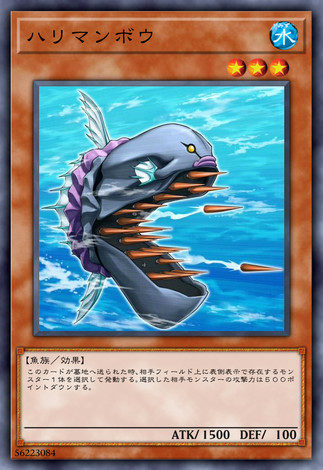 ハリマンボウ
水
【魚族／効果】
このカードが墓地へ送られた時、相手フィールド上に表側表示で存在するモン
スター１体を選択して発動する。選択した相手モンスターの攻撃力は５００ポイ
ントダウンする。
ATK/ 1500 DEF/ 100
56223084